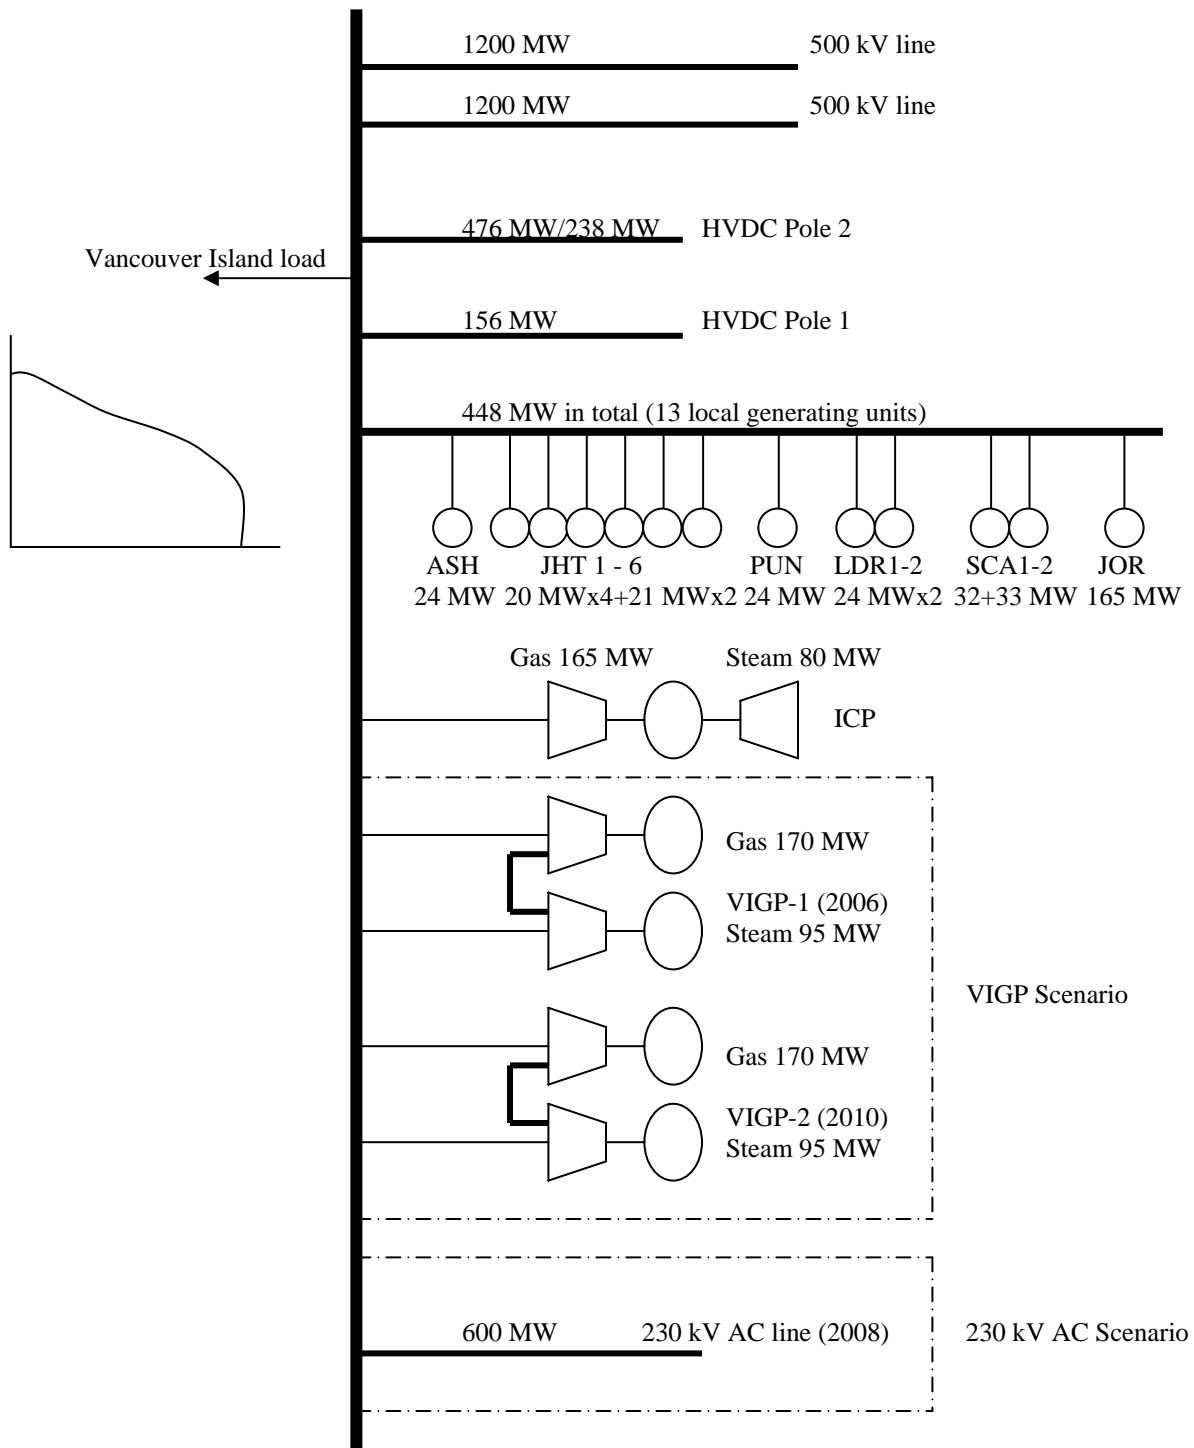 1200 MW 500 kV line
1200 MW 500 kV line
476 MW/238 MW HVDC Pole 2
Vancouver Island load
156 MW HVDC Pole 1
448 MW in total (13 local generating units)
ASH JHT 1 - 6 PUN LDR1-2 SCA1-2 JOR
24 MW 20 MWx4+21 MWx2 24 MW 24 MWx2 32+33 MW 165 MW
Gas 165 MW Steam 80 MW
ICP
Gas 170 MW
VIGP-1 (2006)
Steam 95 MW
VIGP Scenario
Gas 170 MW
VIGP-2 (2010)
Steam 95 MW
600 MW 230 kV AC line (2008) 230 kV AC Scenario